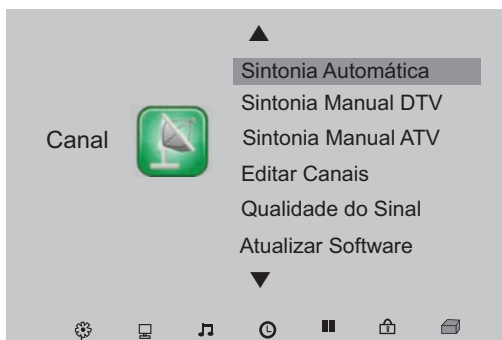 Sintonia Automática
Sintonia Manual DTV
Canal
Sintonia Manual ATV
Editar Canais
Qualidade do Sinal
Atualizar Software